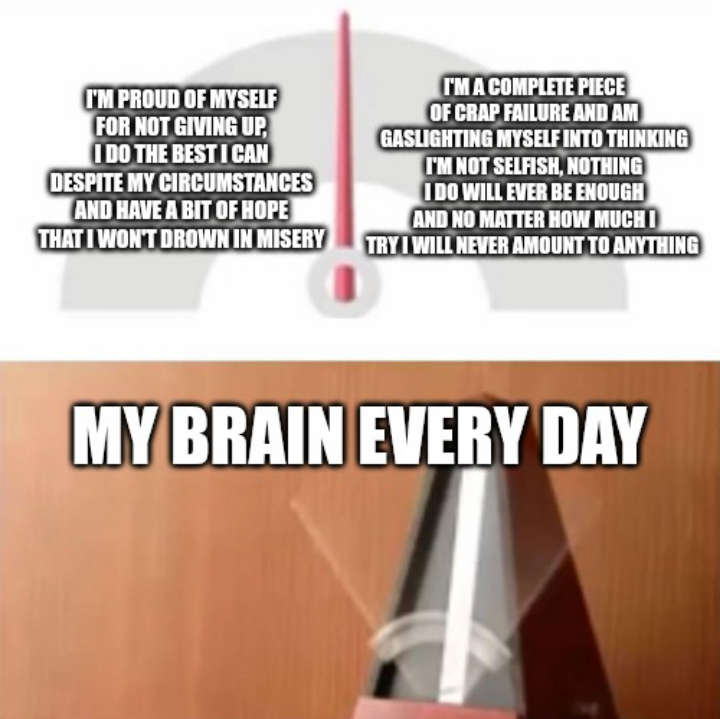 I'M PROUD OF MYSELF
FOR NOT GIVING UP,
I DO THE BEST I CAN
DESPITE MY CIRCUMSTANCES
AND HAVE A BIT OF HOPE
THAT I WON'T DROWN IN MISERY
I'M A COMPLETE PIECE
OF CRAP FAILURE AND AM
GASLIGHTING MYSELF INTO THINKING
I'M NOT SELFISH, NOTHING
I DO WILL EVER BE ENOUGH
AND NO MATTER HOW MUCH I
TRY I WILL NEVER AMOUNT TO ANYTHING
MY BRAIN EVERY DAY